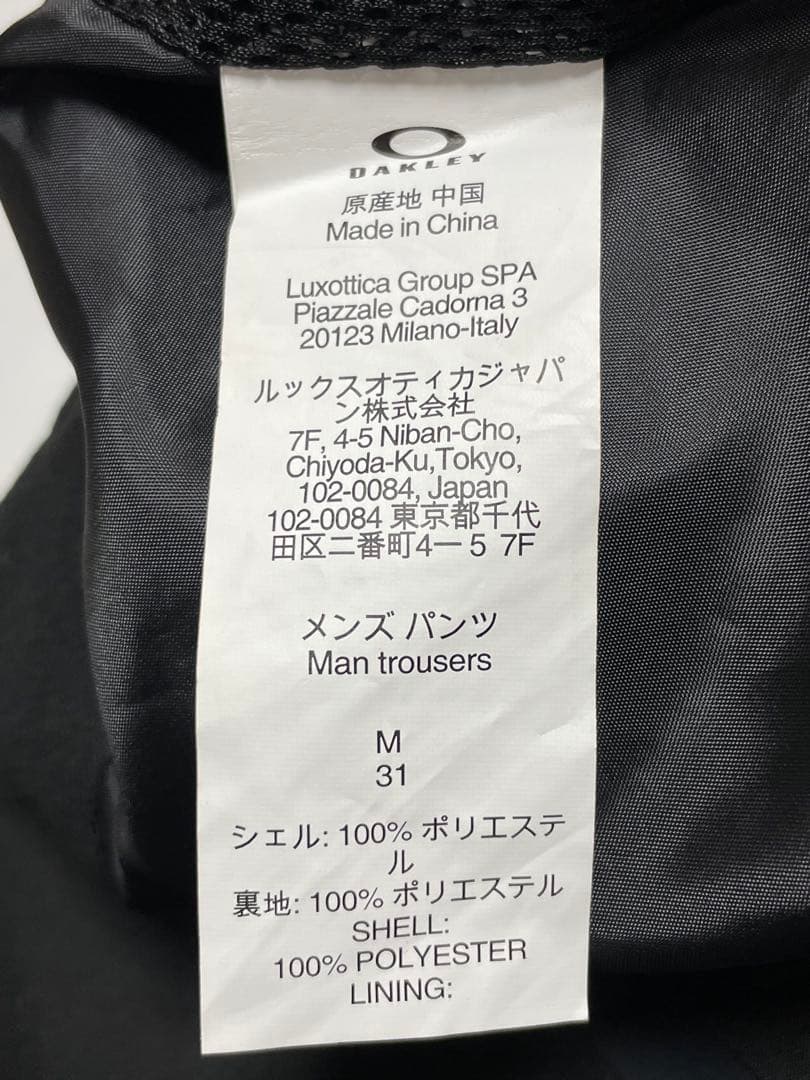 OAKLEY
原産地 中国
Made in China
Luxottica Group SPA
Piazzale Cadorna 3
20123 Milano-Italy
ルックスオティカジャパ
ン株式会社
7F, 4-5 Niban-Cho,
Chiyoda-Ku,Tokyo,
102-0084, Japan
102-0084 東京都千代
田区二番町4ー5 7F
メンズ パンツ
Man trousers
M
31
シェル: 100% ポリエステ
ル
裏地: 100% ポリエステル
SHELL:
100% POLYESTER
LINING: